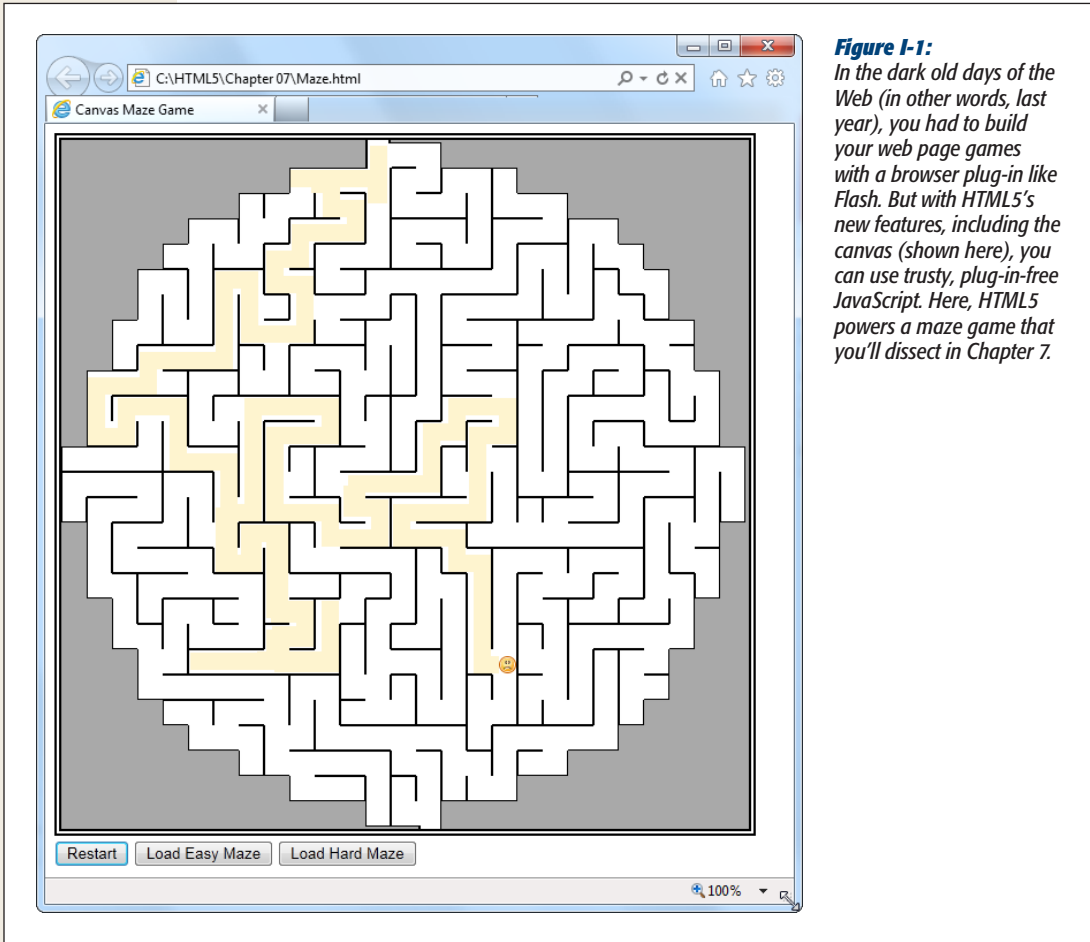 C:\HTML5\Chapter 07\Maze.html
Canvas Maze Game
Restart
Load Easy Maze
Load Hard Maze
100%
Figure I-1:
In the dark old days of the
Web (in other words, last
year), you had to build
your web page games
with a browser plug-in like
Flash. But with HTML5's
new features, including the
canvas (shown here), you
can use trusty, plug-in-free
JavaScript. Here, HTML5
powers a maze game that
you'll dissect in Chapter 7.